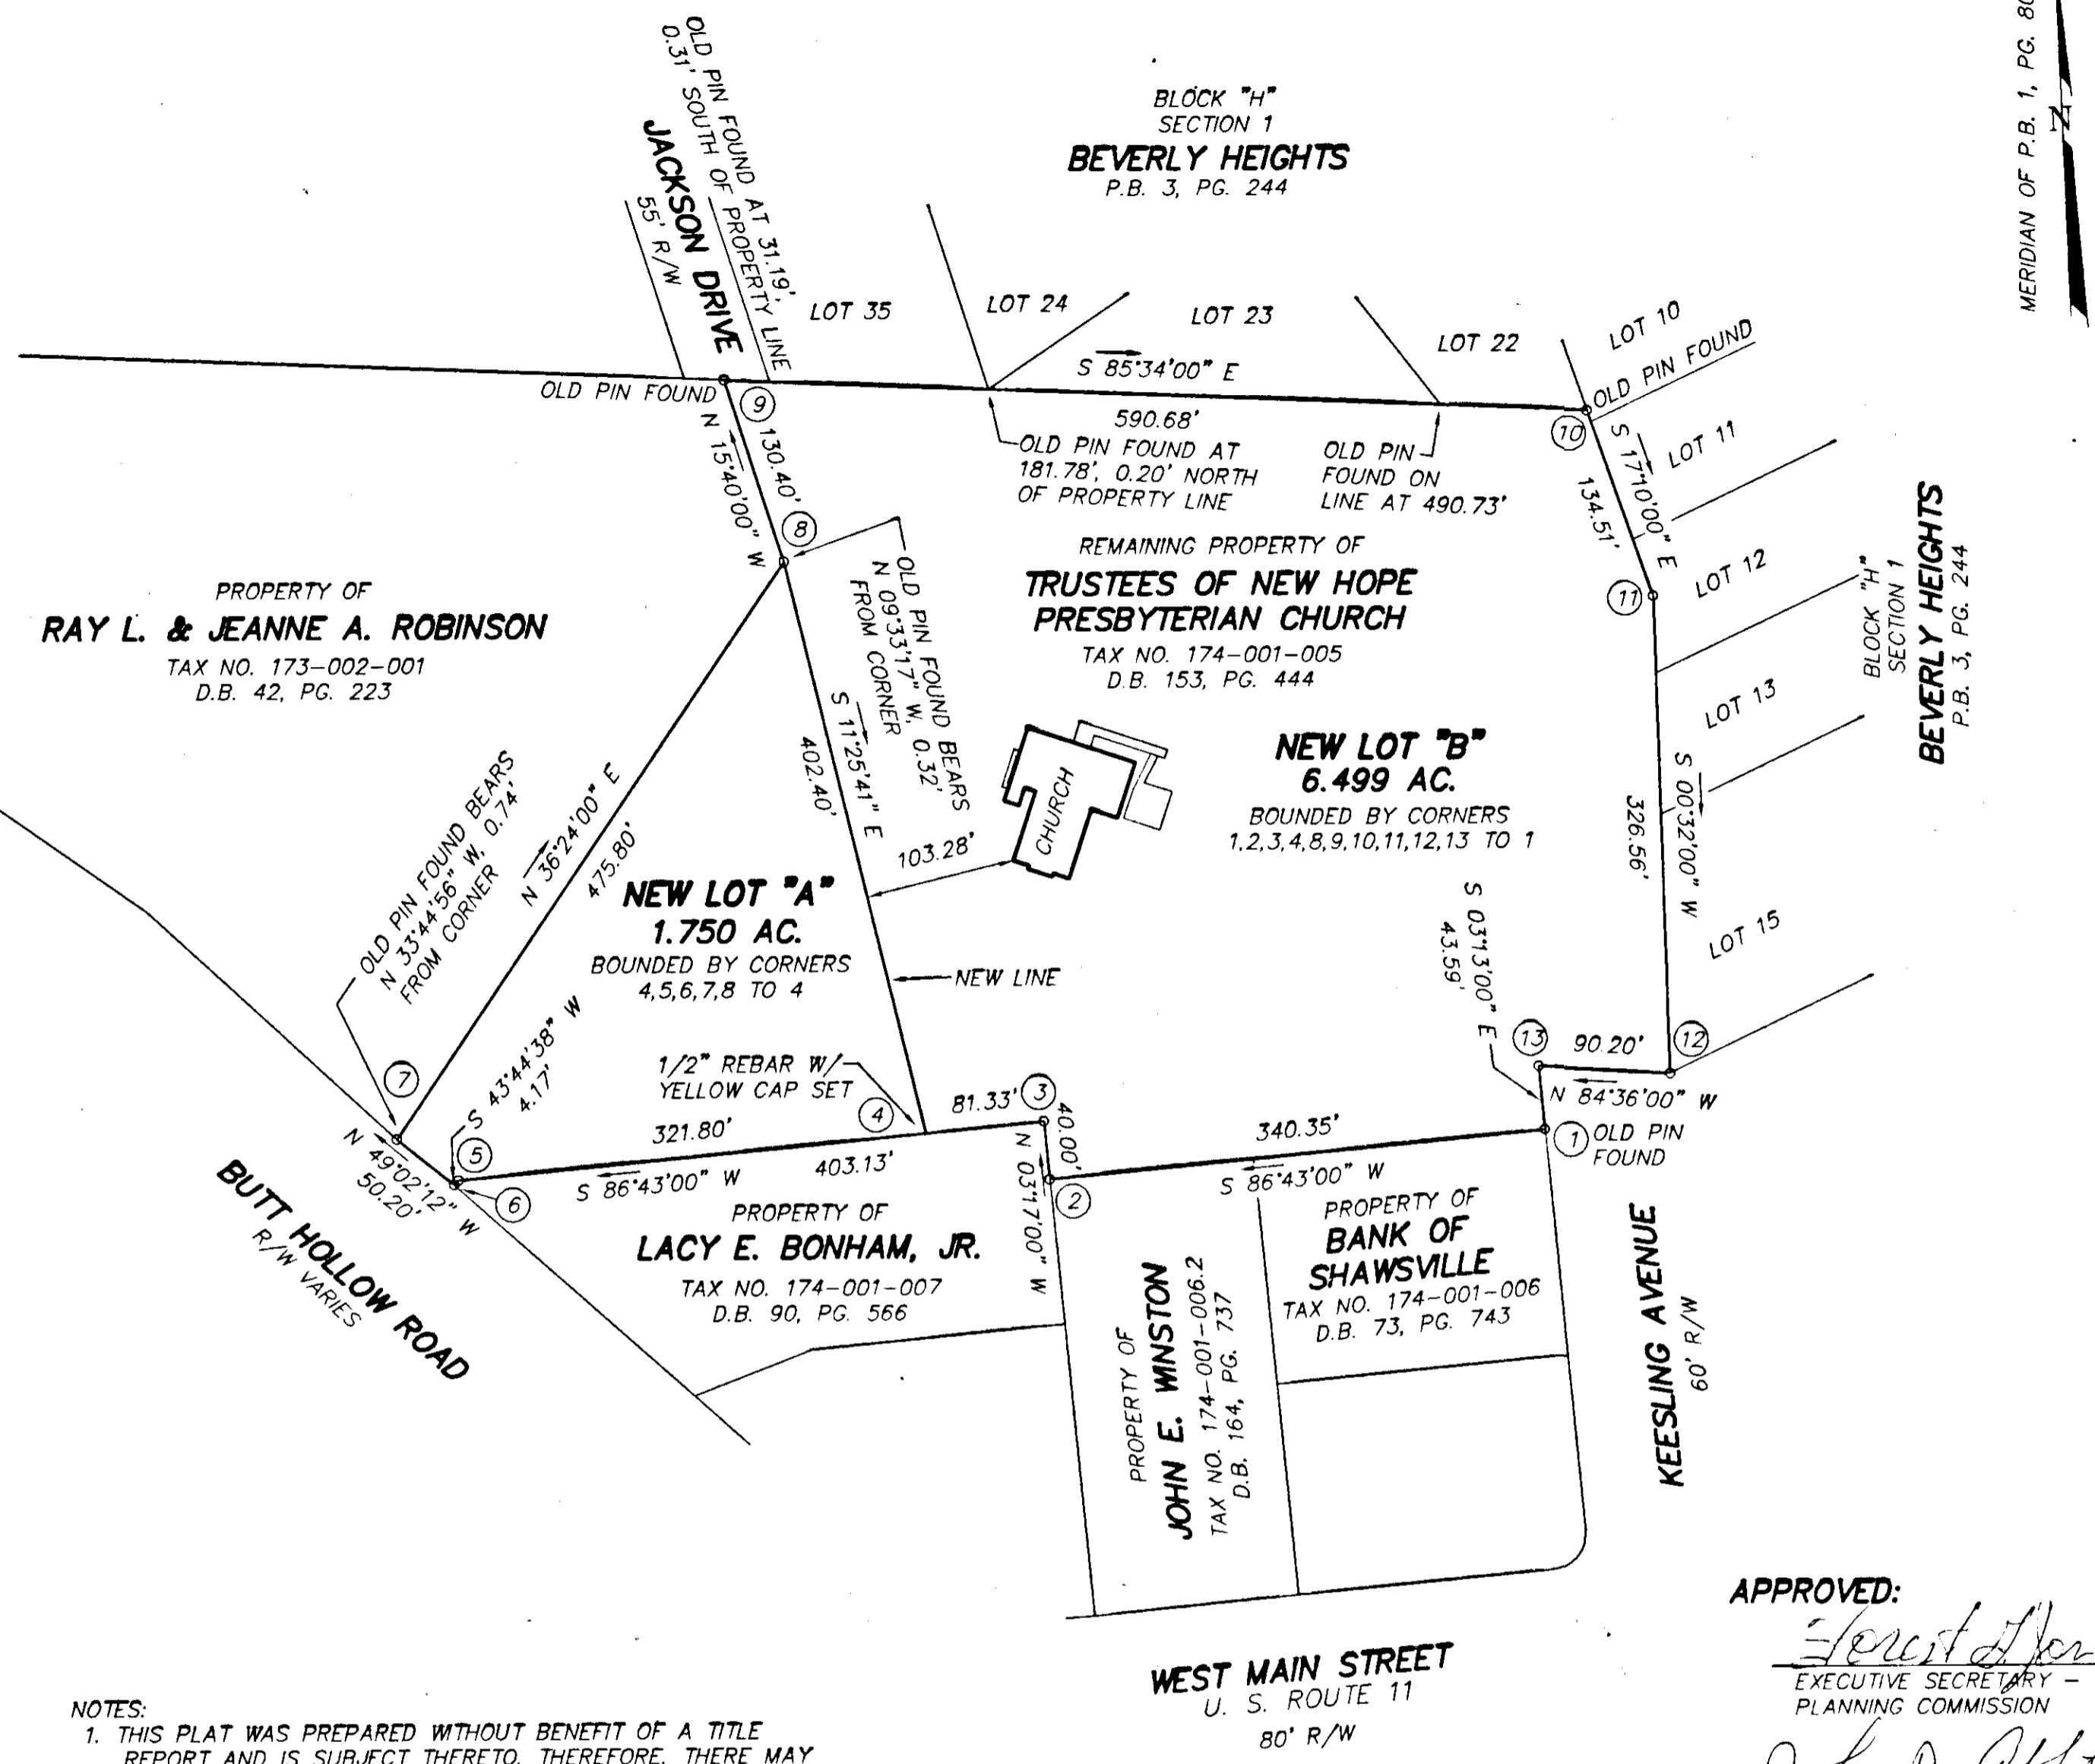 MERIDIAN OF P.B. 1, PG.
N
OLD PIN FOUND AT 31.19',
0.31' SOUTH OF PROPERTY LINE
JACKSON DRIVE
55' R/W
BLOCK "H"
SECTION 1
BEVERLY HEIGHTS
P.B. 3, PG. 244
LOT 35
LOT 24
LOT 23
LOT 22
LOT 10
OLD PIN FOUND
S 85°34'00" E
590.68'
OLD PIN FOUND
9
10
OLD PIN FOUND AT
181.78', 0.20' NORTH
OF PROPERTY LINE
OLD PIN
FOUND ON
LINE AT 490.73'
N 15°40'00" W
130.40'
8
S 17°10'00" E
134.51'
LOT 11
LOT 12
11
LOT 13
LOT 15
BLOCK "H"
SECTION 1
BEVERLY HEIGHTS
P.B. 3, PG. 244
REMAINING PROPERTY OF
TRUSTEES OF NEW HOPE
PRESBYTERIAN CHURCH
TAX NO. 174-001-005
D.B. 153, PG. 444
PROPERTY OF
RAY L. & JEANNE A. ROBINSON
TAX NO. 173-002-001
D.B. 42, PG. 223
OLD PIN FOUND BEARS
N 09°33'17" W, 0.32'
FROM CORNER
S 11°25'41" E
402.40'
CHURCH
103.28'
NEW LOT "B"
6.499 AC.
BOUNDED BY CORNERS
1,2,3,4,8,9,10,11,12,13 TO 1
S 00°32'00" W
326.56'
OLD PIN FOUND BEARS
N 33°44'56" W, 0.74'
FROM CORNER
N 36°24'00" E
475.80'
NEW LOT "A"
1.750 AC.
BOUNDED BY CORNERS
4,5,6,7,8 TO 4
NEW LINE
S 03°13'00" E
43.59'
13
90.20'
12
N 84°36'00" W
7
S 43°44'38" W
4.17'
1/2" REBAR W/
YELLOW CAP SET
4
81.33'
3
40.00'
N 03°17'00" W
340.35'
S 86°43'00" W
1
OLD PIN
FOUND
321.80'
5
403.13'
S 86°43'00" W
6
2
N 49°02'12" W
50.20'
BUTT HOLLOW ROAD
R/W VARIES
PROPERTY OF
LACY E. BONHAM, JR.
TAX NO. 174-001-007
D.B. 90, PG. 566
PROPERTY OF
JOHN E. WINSTON
TAX NO. 174-001-006.2
D.B. 164, PG. 737
PROPERTY OF
BANK OF
SHAWSVILLE
TAX NO. 174-001-006
D.B. 73, PG. 743
KEESLING AVENUE
60' R/W
WEST MAIN STREET
U. S. ROUTE 11
80' R/W
APPROVED:
EXECUTIVE SECRETARY -
PLANNING COMMISSION
NOTES:
1. THIS PLAT WAS PREPARED WITHOUT BENEFIT OF A TITLE
REPORT AND IS SUBJECT THERETO. THEREFORE, THERE MAY